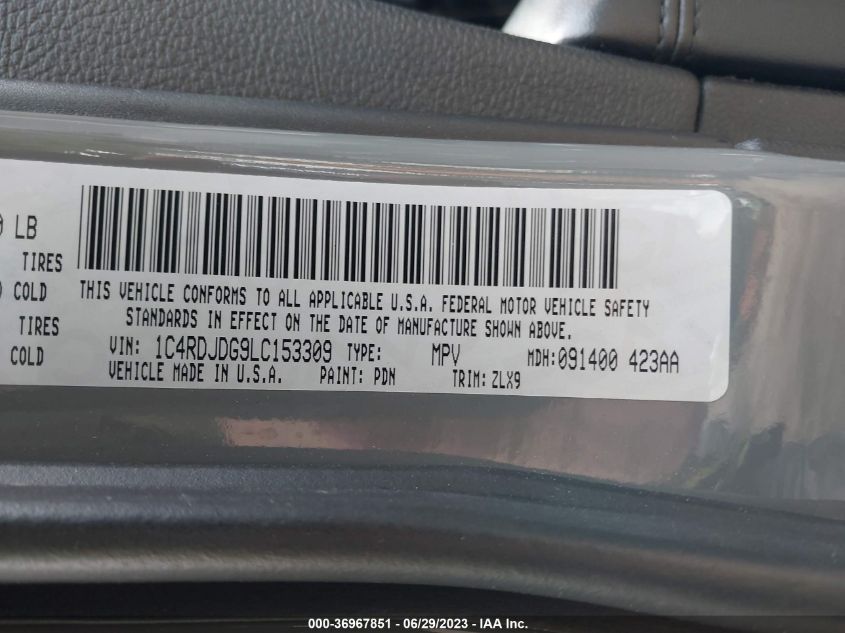 LB
TIRES
COLD
TIRES
COLD
THIS VEHICLE CONFORMS TO ALL APPLICABLE U.S.A. FEDERAL MOTOR VEHICLE SAFETY
STANDARDS IN EFFECT ON THE DATE OF MANUFACTURE SHOWN ABOVE.
VIN: 1C4RDJDG9LC153309 TYPE: MPV MDH:091400 423AA
VEHICLE MADE IN U.S.A. PAINT: PDN TRIM: ZLX9
000-36967851 - 06/29/2023 - IAA Inc.